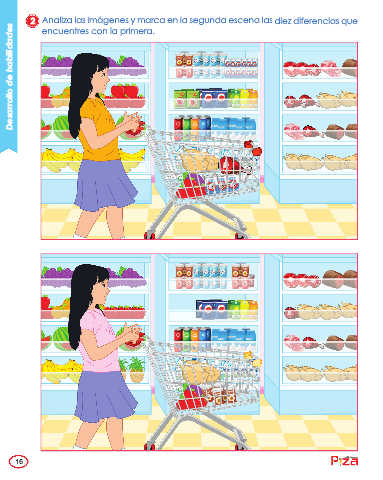 Desarrollo de habilidades
2 Analiza las imágenes y marca en la segunda escena las diez diferencias que
encuentres con la primera.
16
Piza